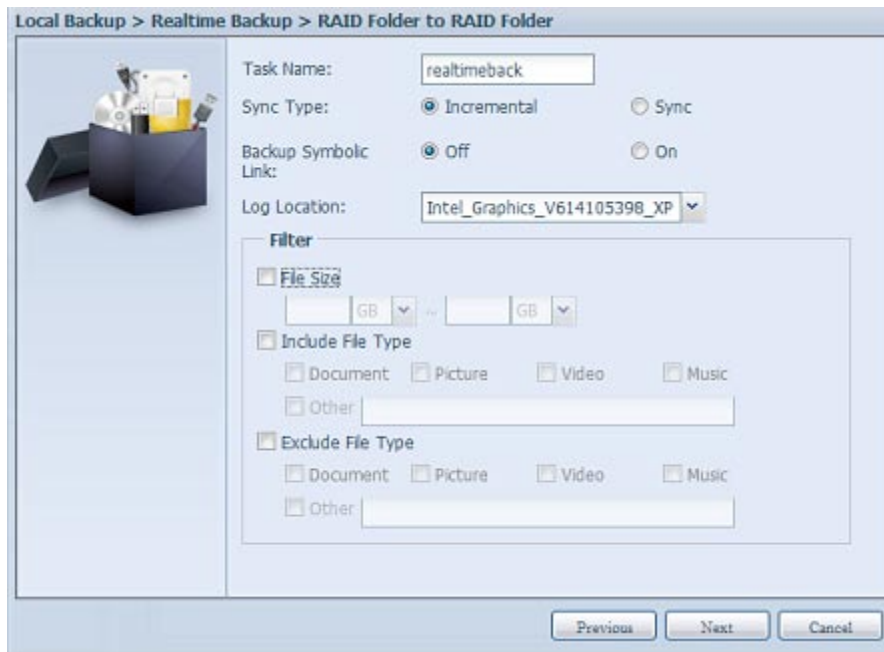 Local Backup > Realtime Backup > RAID Folder to RAID Folder
Task Name: realtimeback
Sync Type: Incremental Sync
Backup Symbolic Link: Off On
Log Location: Intel_Graphics_V614105398_XP
Filter
File Size
GB ~ GB
Include File Type
Document Picture Video Music
Other
Exclude File Type
Document Picture Video Music
Other
Previous Next Cancel